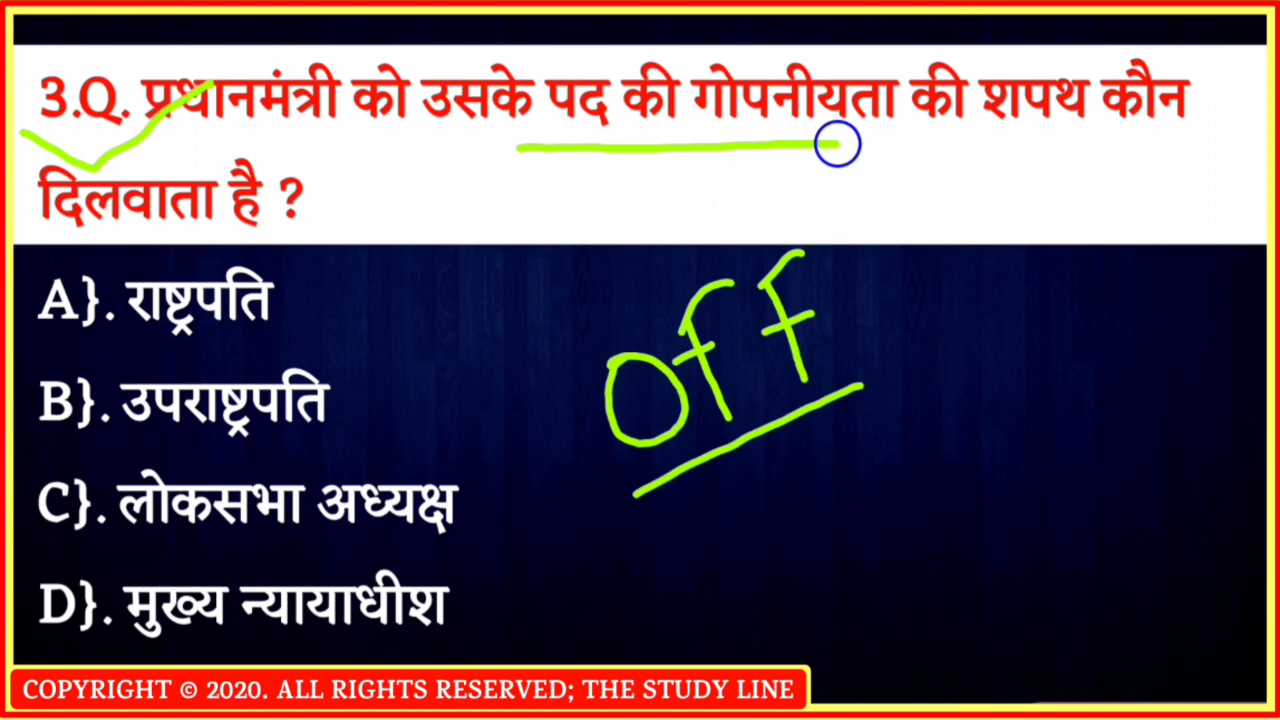 3.Q. प्रधानमंत्री को उसके पद की गोपनीयता की शपथ कौन
दिलवाता है ?
A}. राष्ट्रपति
B}. उपराष्ट्रपति
C}. लोकसभा अध्यक्ष
D}. मुख्य न्यायाधीश
off
COPYRIGHT © 2020. ALL RIGHTS RESERVED; THE STUDY LINE